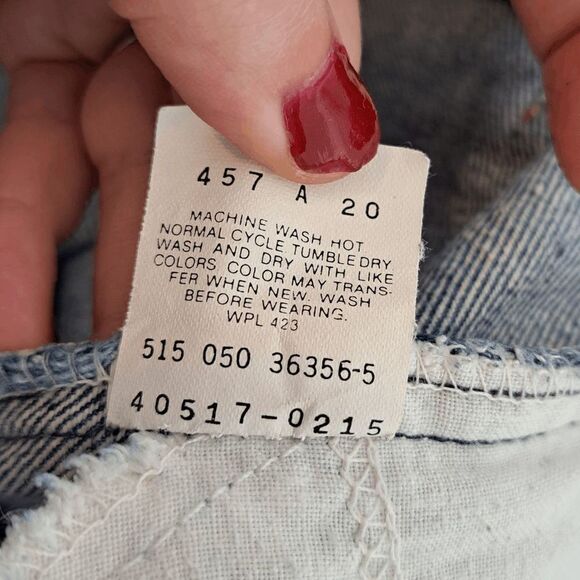 457 A 20
MACHINE WASH HOT
NORMAL CYCLE TUMBLE DRY
WASH AND DRY WITH LIKE
COLORS. COLOR MAY TRANS-
FER WHEN NEW. WASH
BEFORE WEARING.
WPL 423
515 050 36356-5
40517-0215